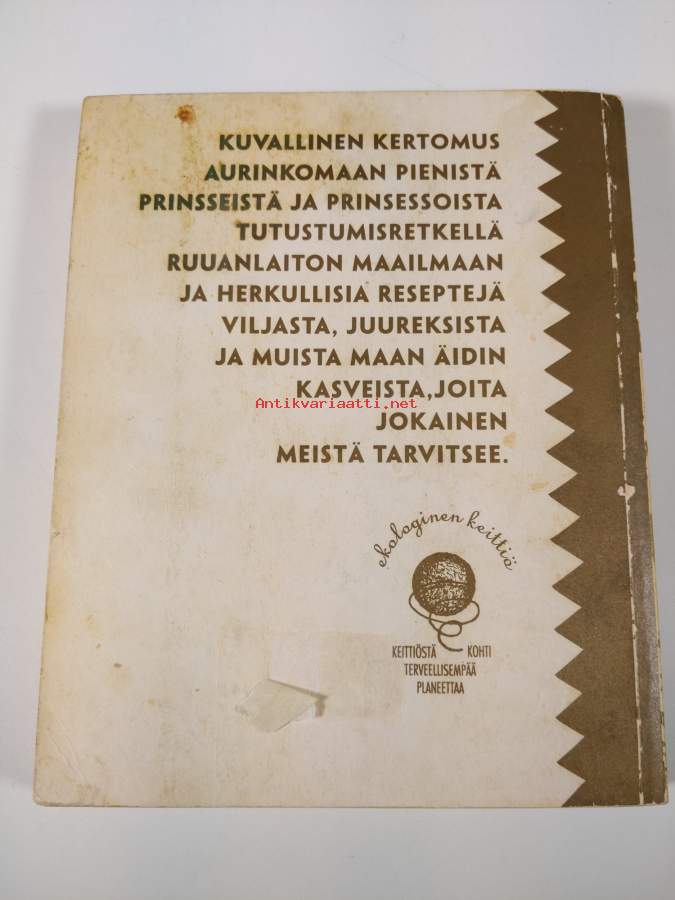 KUVALLINEN KERTOMUS
AURINKOMAAN PIENISTÄ
PRINSSEISTÄ JA PRINSESSOISTA
TUTUSTUMISRETKELLÄ
RUUANLAITON MAAILMAAN
JA HERKULLISIA RESEPTEJÄ
VILJASTA, JUUREKSISTA
JA MUISTA MAAN ÄIDIN
KASVEISTA,JOITA
Antikvariaatti.net
JOKAINEN
MEISTÄ TARVITSEE.
ekologinen keittiö
KEITTIÖSTÄ KOHTI
TERVEELLISEMPÄÄ
PLANEETTAA